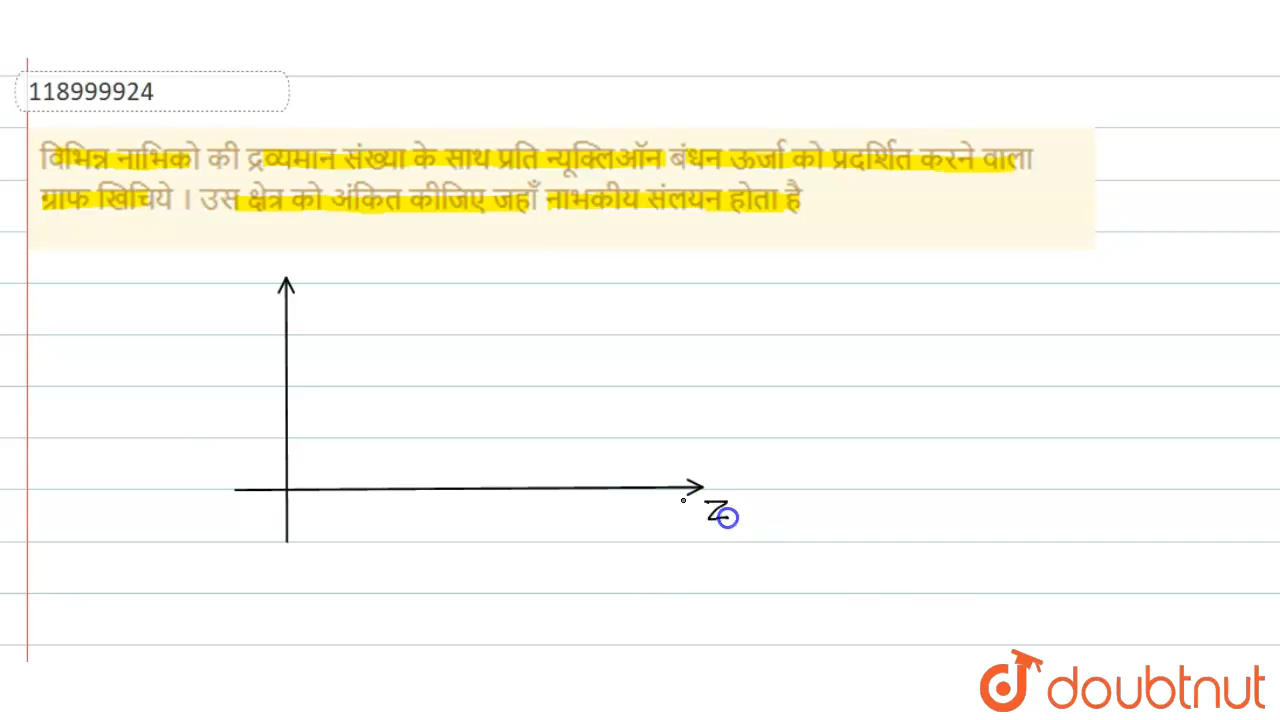 118999924
विभिन्न नाभिको की द्रव्यमान संख्या के साथ प्रति न्यूक्लिऑन बंधन ऊर्जा को प्रदर्शित करने वाला
ग्राफ खिचिये । उस क्षेत्र को अंकित कीजिए जहाँ नाभकीय संलयन होता है
Z
doubtnut